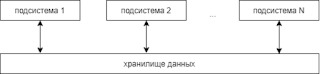 подсистема 1
подсистема 2
...
подсистема N
хранилище данных